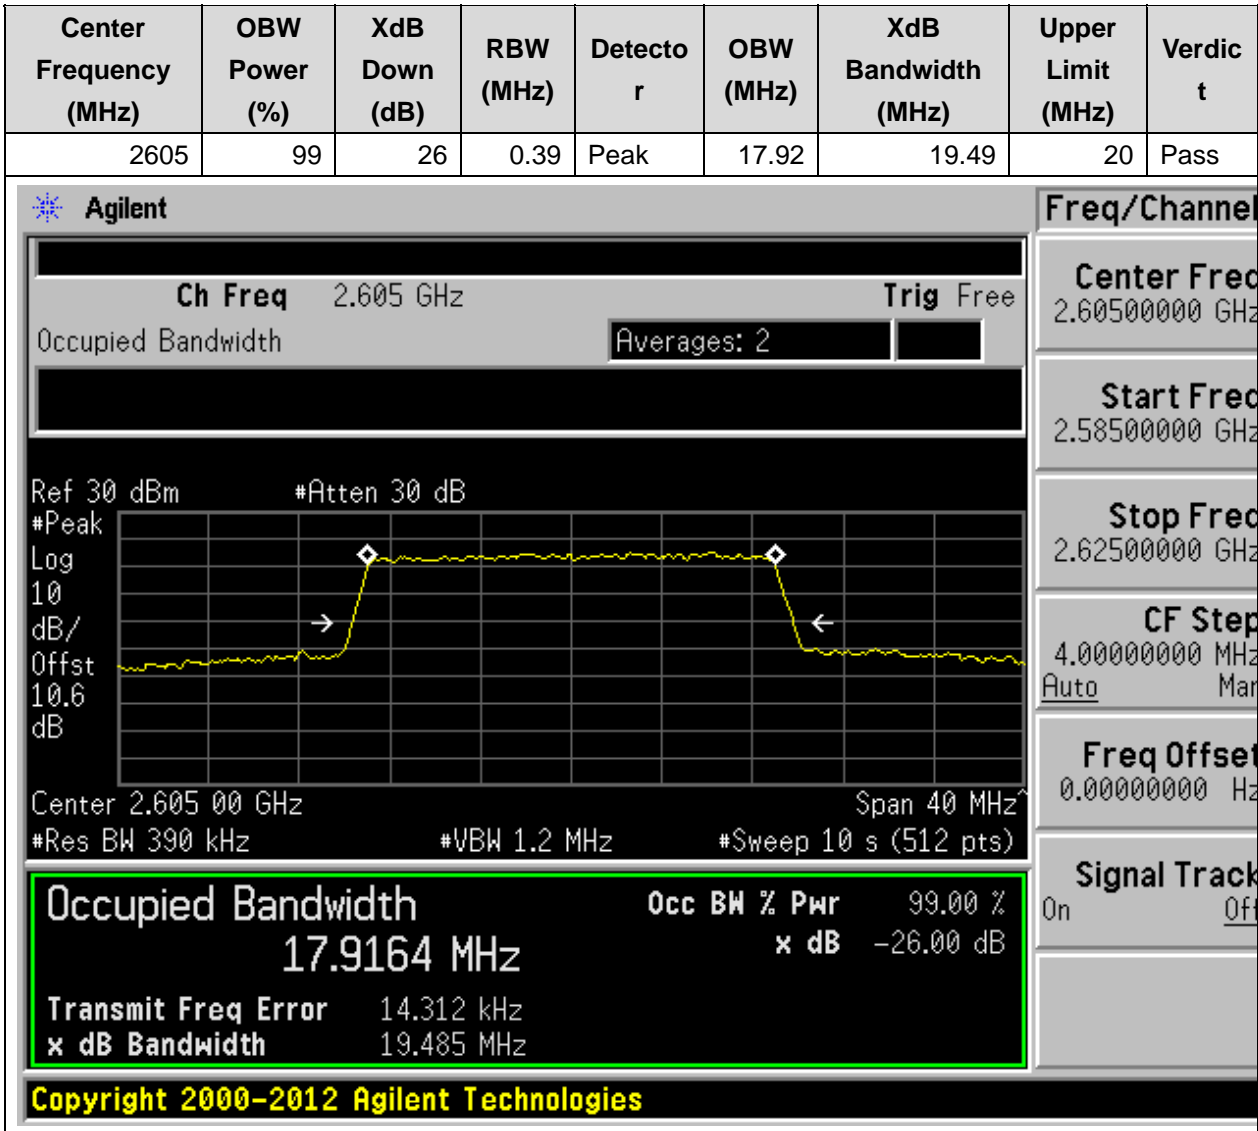 Center Frequency (MHz) OBW Power (%) XdB Down (dB) RBW (MHz) Detector OBW (MHz) XdB Bandwidth (MHz) Upper Limit (MHz) Verdict
2605 99 26 0.39 Peak 17.92 19.49 20 Pass
Agilent
Freq/Channel
Ch Freq 2.605 GHz Trig Free
Occupied Bandwidth Averages: 2
Center Freq
2.60500000 GHz
Start Freq
2.58500000 GHz
Stop Freq
2.62500000 GHz
CF Step
4.00000000 MHz
Auto Man
Freq Offset
0.00000000 Hz
Signal Track
On Off
Ref 30 dBm #Atten 30 dB
#Peak
Log
10
dB/
Offst
10.6
dB
Center 2.605 00 GHz Span 40 MHz^
#Res BW 390 kHz #VBW 1.2 MHz #Sweep 10 s (512 pts)
Occupied Bandwidth Occ BW % Pwr 99.00 %
17.9164 MHz x dB -26.00 dB
Transmit Freq Error 14.312 kHz
x dB Bandwidth 19.485 MHz
Copyright 2000-2012 Agilent Technologies